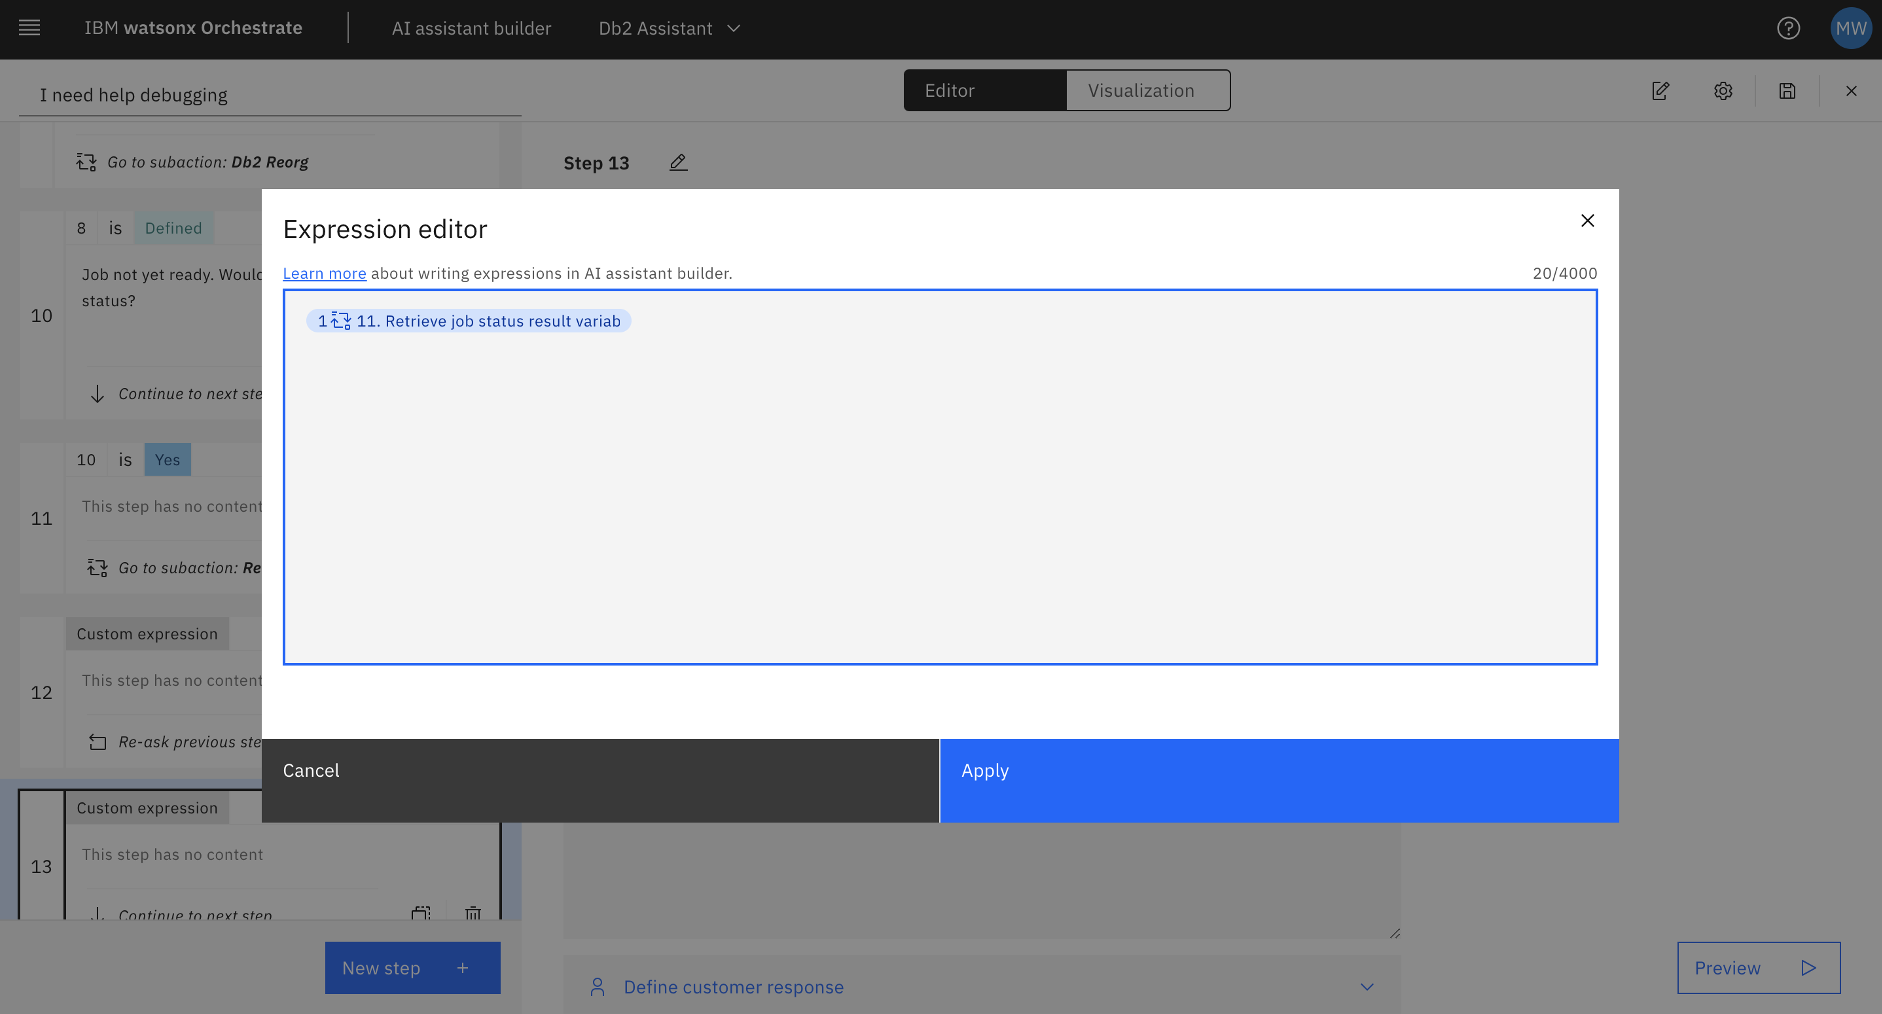 IBM watsonx Orchestrate
AI assistant builder
Db2 Assistant
MW
I need help debugging
Editor
Visualization
Go to subaction: Db2 Reorg
Step 13
8 is Defined
Job not yet ready. Would
status?
10
Continue to next ste
10 is Yes
This step has no content
11
Go to subaction: Re
Custom expression
This step has no content
12
Re-ask previous ste
Custom expression
This step has no content
13
Continue to next step
New step +
Expression editor
Learn more about writing expressions in AI assistant builder.
20/4000
1 11. Retrieve job status result variab
Cancel
Apply
Define customer response
Preview